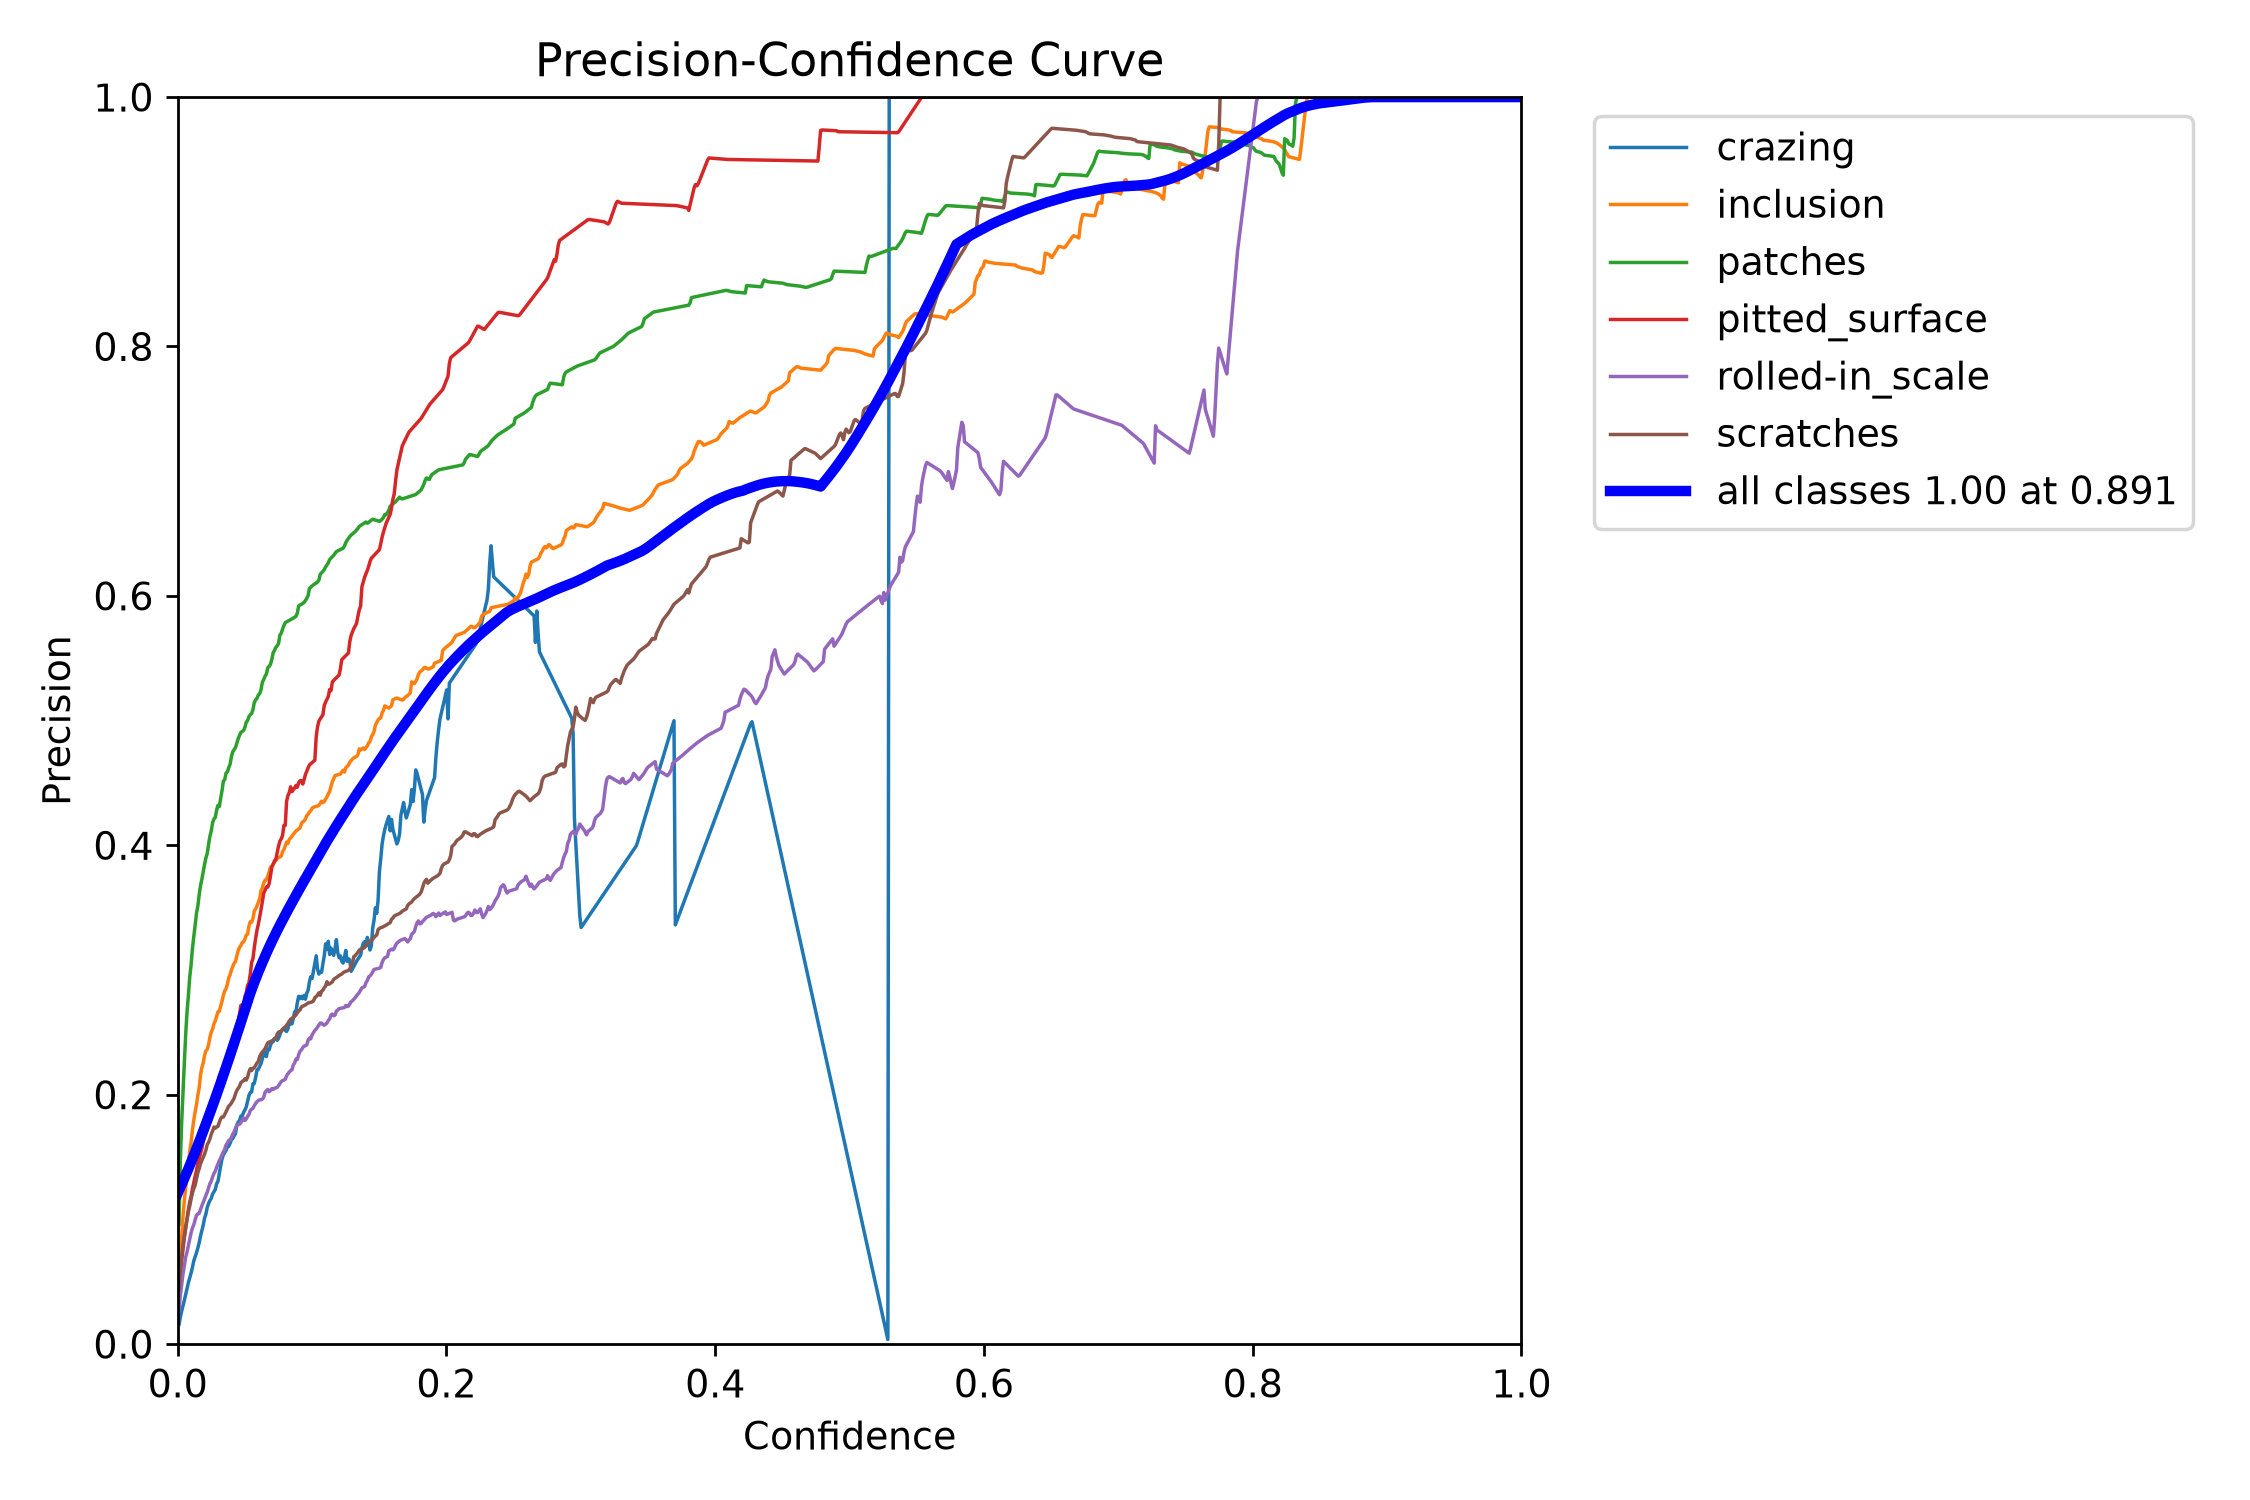 Precision-Confidence Curve
1.0
0.8
0.6
0.4
0.2
0.0
Precision
0.0 0.2 0.4 0.6 0.8 1.0
Confidence
crazing
inclusion
patches
pitted_surface
rolled-in_scale
scratches
all classes 1.00 at 0.891